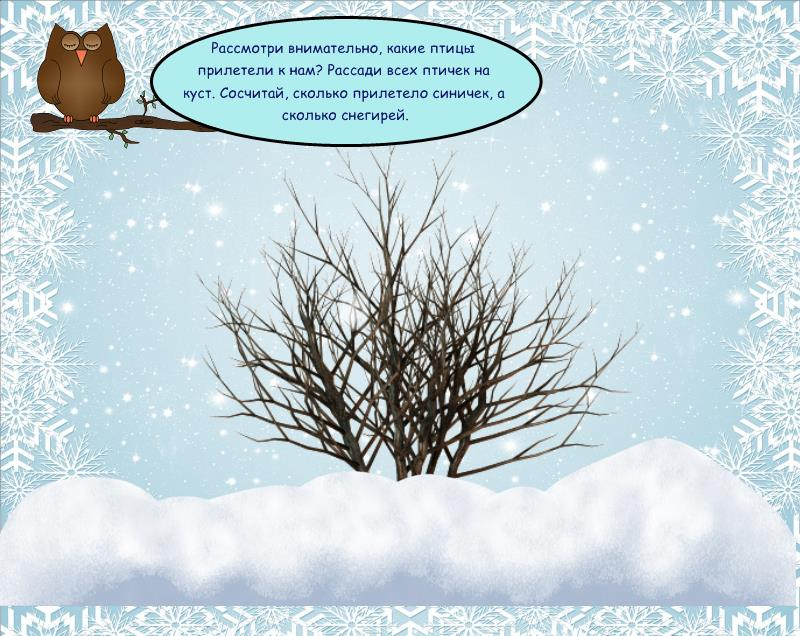 Рассмотри внимательно, какие птицы
прилетели к нам? Рассади всех птичек на
куст. Сосчитай, сколько прилетело синичек, а
сколько снегирей.